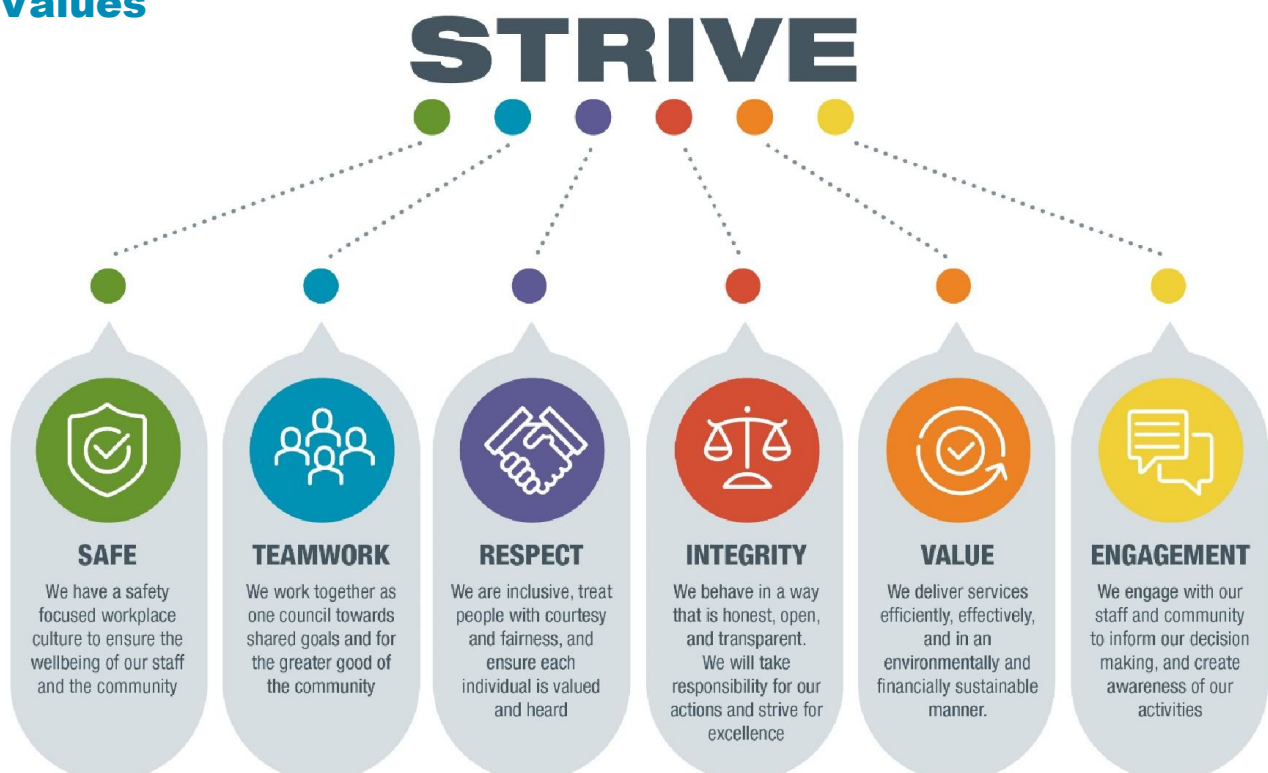 Values
STRIVE
SAFE
We have a safety
focused workplace
culture to ensure the
wellbeing of our staff
and the community
TEAMWORK
We work together as
one council towards
shared goals and for
the greater good of
the community
RESPECT
We are inclusive, treat
people with courtesy
and fairness, and
ensure each
individual is valued
and heard
INTEGRITY
We behave in a way
that is honest, open,
and transparent.
We will take
responsibility for our
actions and strive for
excellence
VALUE
We deliver services
efficiently, effectively,
and in an
environmentally and
financially sustainable
manner.
ENGAGEMENT
We engage with our
staff and community
to inform our decision
making, and create
awareness of our
activities